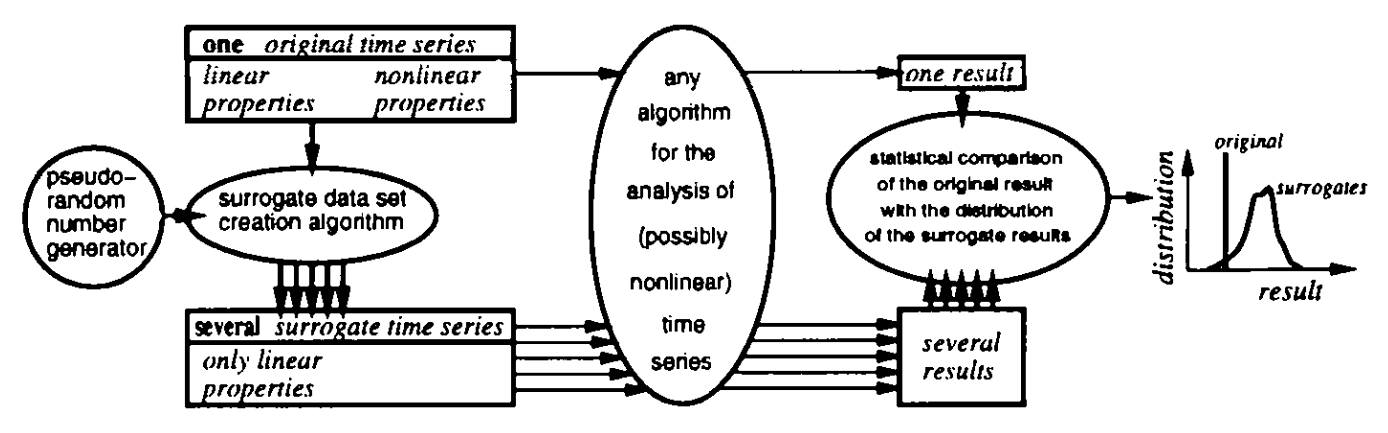 one original time series
linear nonlinear
properties properties
pseudo-
random
number
generator
surrogate data set
creation algorithm
several surrogate time series
only linear
properties
any
algorithm
for the
analysis of
(possibly
nonlinear)
time
series
one result
statistical comparison
of the original result
with the distribution
of the surrogate results
several
results
distribution
original
surrogates
result